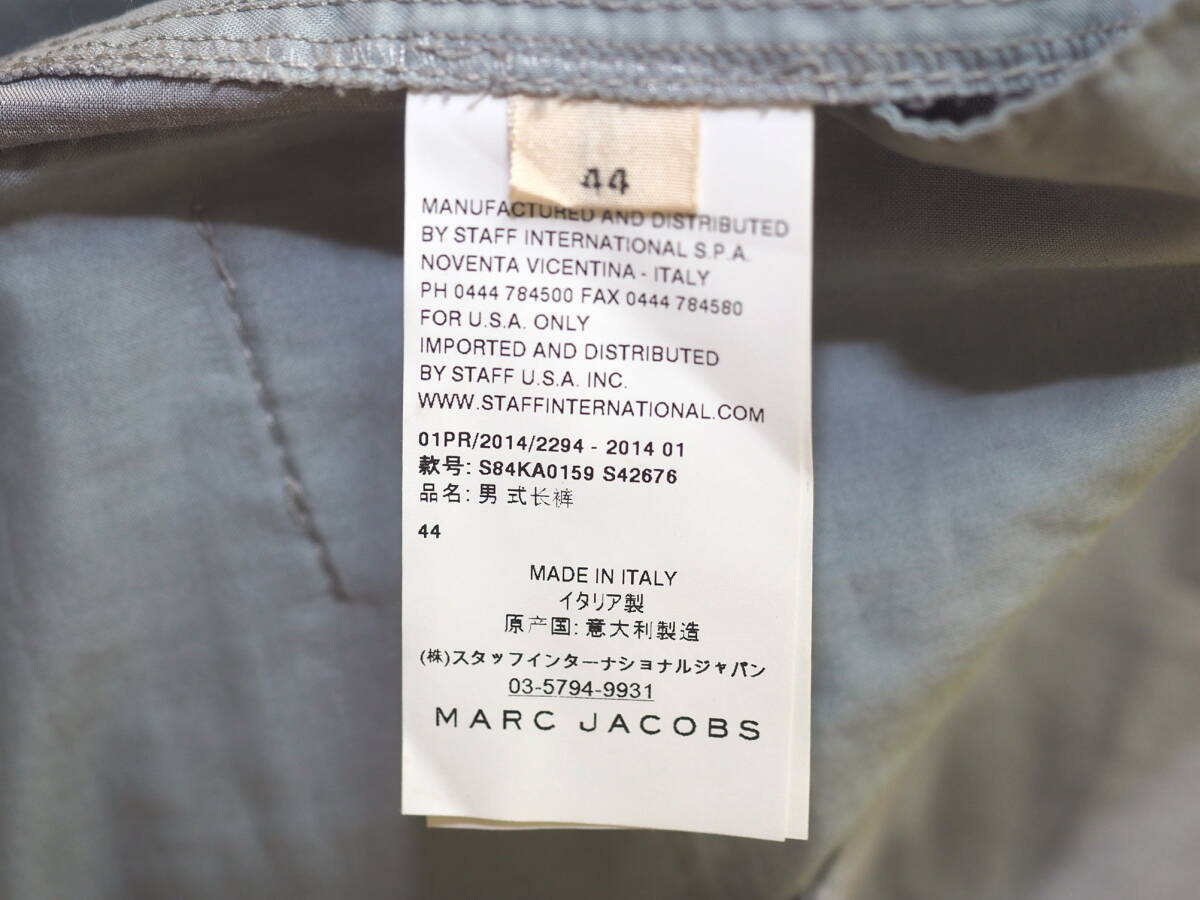 44
MANUFACTURED AND DISTRIBUTED
BY STAFF INTERNATIONAL S.P.A.
NOVENTA VICENTINA - ITALY
PH 0444 784500 FAX 0444 784580
FOR U.S.A. ONLY
IMPORTED AND DISTRIBUTED
BY STAFF U.S.A. INC.
WWW.STAFFINTERNATIONAL.COM
01PR/2014/2294 - 2014 01
款号: S84KA0159 S42676
品名: 男式长裤
44
MADE IN ITALY
イタリア製
原产国: 意大利製造
(株)スタッフインターナショナルジャパン
03-5794-9931
MARC JACOBS